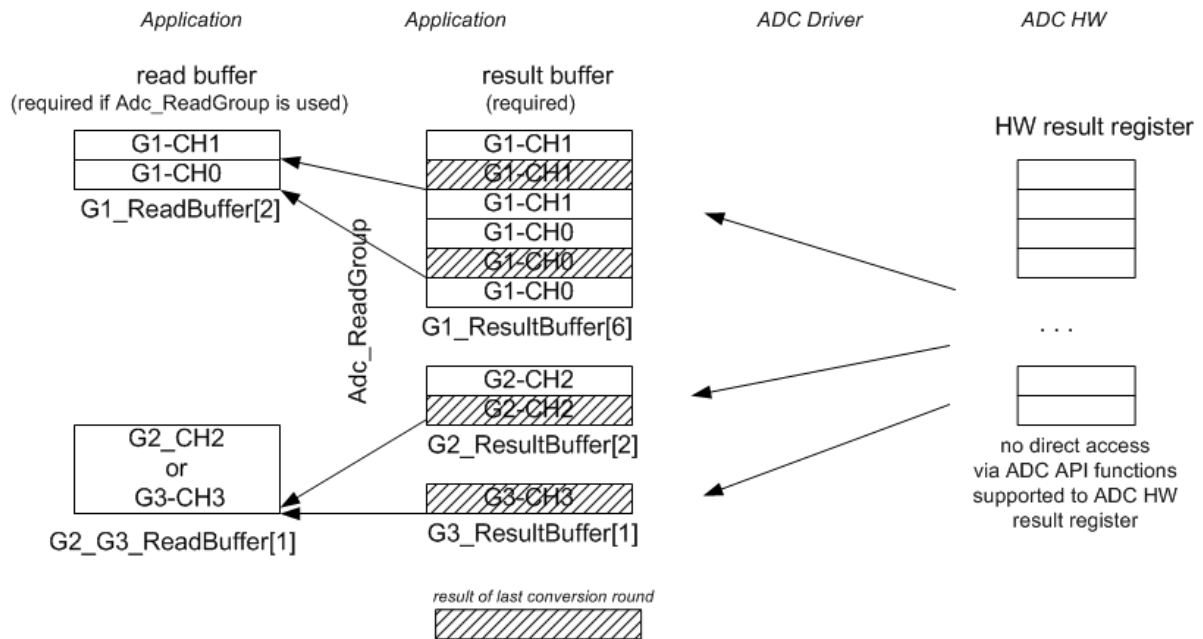 Application
Application
ADC Driver
ADC HW
read buffer
(required if Adc_ReadGroup is used)
G1-CH1
G1-CH0
G1_ReadBuffer[2]
G2_CH2
or
G3-CH3
G2_G3_ReadBuffer[1]
Adc_ReadGroup
result buffer
(required)
G1-CH1
G1-CH1
G1-CH1
G1-CH0
G1-CH0
G1-CH0
G1_ResultBuffer[6]
G2-CH2
G2-CH2
G2_ResultBuffer[2]
G3-CH3
G3_ResultBuffer[1]
result of last conversion round
HW result register
. . .
no direct access
via ADC API functions
supported to ADC HW
result register